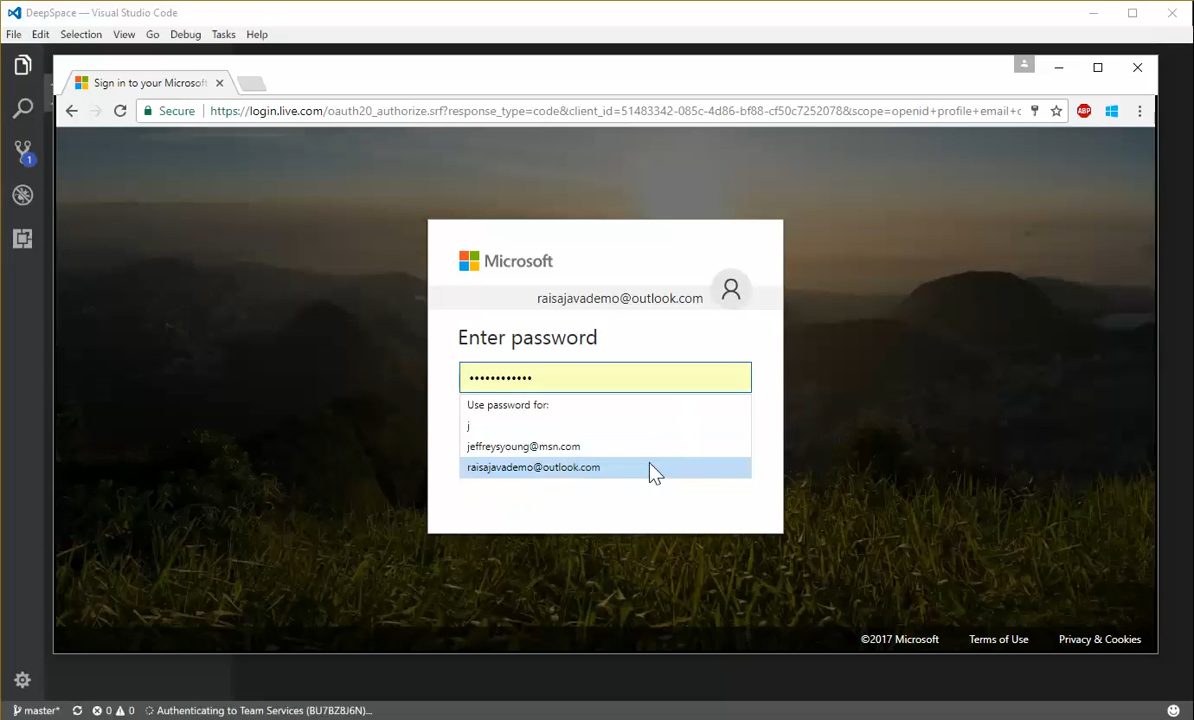 DeepSpace — Visual Studio Code
File Edit Selection View Go Debug Tasks Help
Sign in to your Microsoft
Secure https://login.live.com/oauth20_authorize.srf?response_type=code&client_id=51483342-085c-4d86-bf88-cf50c7252078&scope=openid+profile+email+c
ABP
1
Microsoft
raisajavademo@outlook.com
Enter password
••••••••••••
Use password for:
j
jeffreysyoung@msn.com
raisajavademo@outlook.com
©2017 Microsoft Terms of Use Privacy & Cookies
master* 0 0 Authenticating to Team Services (BU7BZ8J6N)...